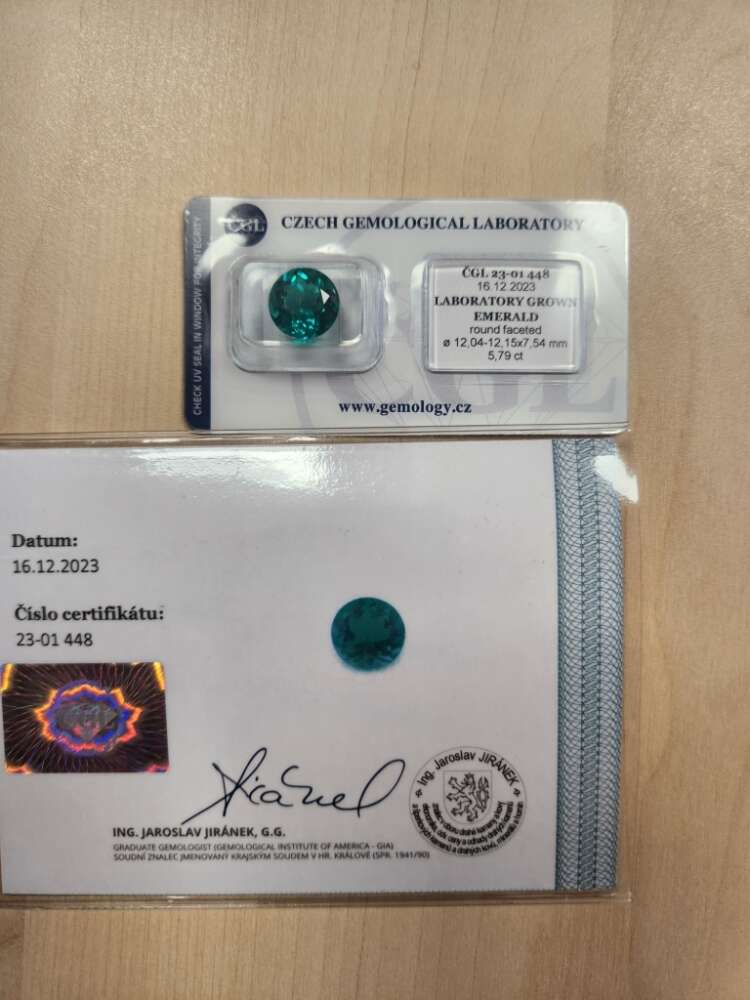 ČGL
CZECH GEMOLOGICAL LABORATORY
CHECK UV SEAL IN WINDOW FOR INTEGRITY
ČGL 23-01 448
16.12.2023
LABORATORY GROWN
EMERALD
round faceted
ø 12,04-12,15x7,54 mm
5,79 ct
www.gemology.cz
Datum:
16.12.2023
Číslo certifikátu:
23-01 448
ING. JAROSLAV JIRÁNEK, G.G.
GRADUATE GEMOLOGIST (GEMOLOGICAL INSTITUTE OF AMERICA - GIA)
SOUDNÍ ZNALEC JMENOVANÝ KRAJSKÝM SOUDEM V HR. KRÁLOVÉ (SPR. 1941/90)
Ing. Jaroslav JIRÁNEK